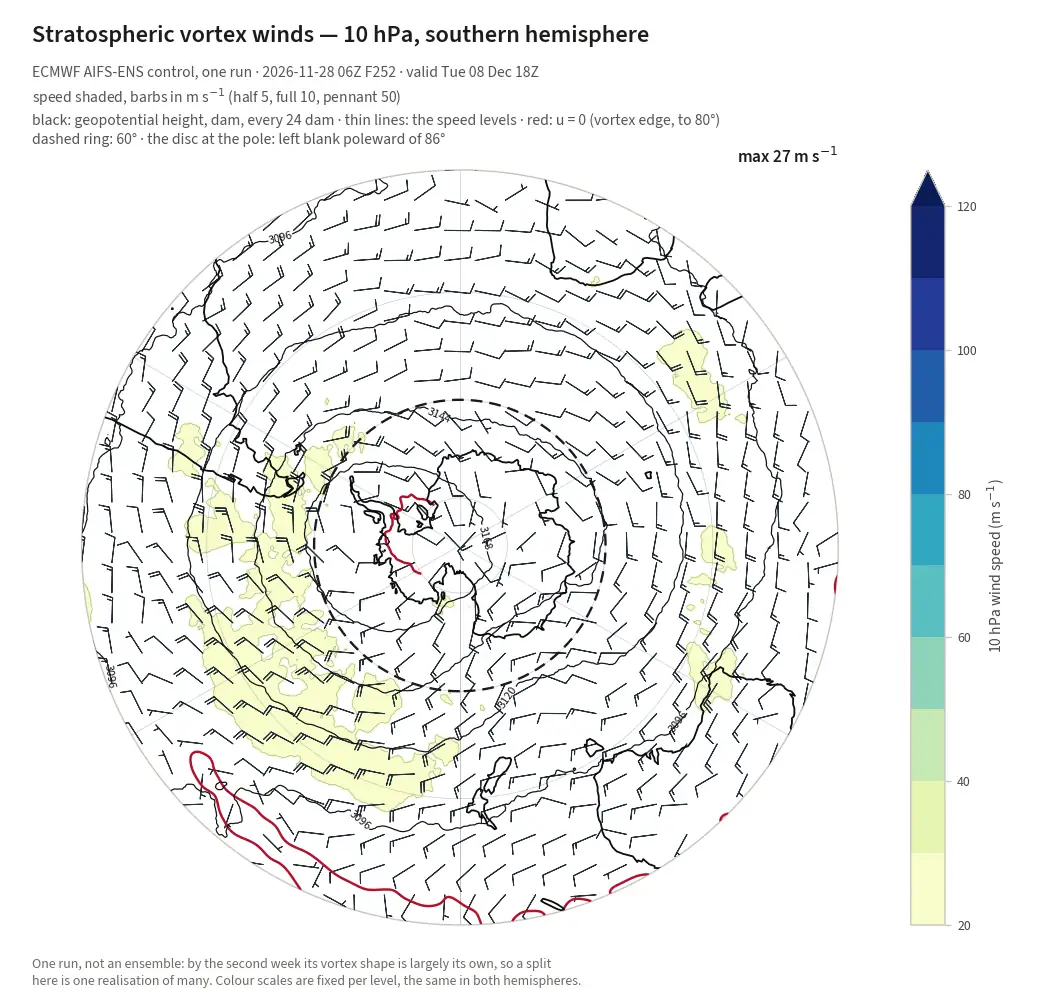 Stratospheric vortex winds — 10 hPa, southern hemisphere
ECMWF AIFS-ENS control, one run · 2026-11-28 06Z F252 · valid Tue 08 Dec 18Z
speed shaded, barbs in m s⁻¹ (half 5, full 10, pennant 50)
black: geopotential height, dam, every 24 dam · thin lines: the speed levels · red: u = 0 (vortex edge, to 80°)
dashed ring: 60° · the disc at the pole: left blank poleward of 86°
max 27 m s⁻¹
3096
3144
3168
3096
3120
3096
3096
120
100
80
60
40
20
10 hPa wind speed (m s⁻¹)
One run, not an ensemble: by the second week its vortex shape is largely its own, so a split
here is one realisation of many. Colour scales are fixed per level, the same in both hemispheres.